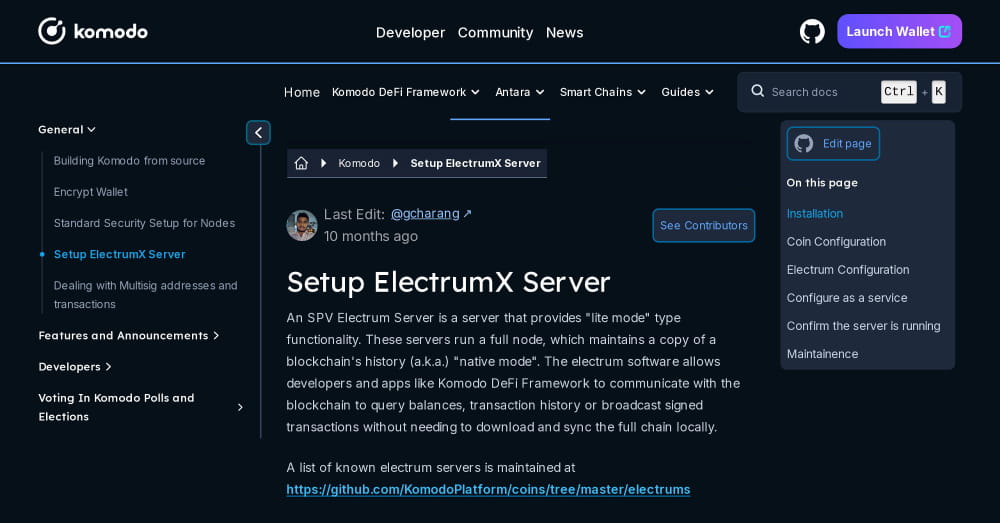 komodo
Developer Community News
Launch Wallet
Home Komodo DeFi Framework Antara Smart Chains Guides
Search docs Ctrl + K
General
Building Komodo from source
Encrypt Wallet
Standard Security Setup for Nodes
Setup ElectrumX Server
Dealing with Multisig addresses and
transactions
Features and Announcements
Developers
Voting In Komodo Polls and
Elections
Komodo Setup ElectrumX Server
Last Edit: @gcharang ↗
10 months ago
See Contributors
Setup ElectrumX Server
An SPV Electrum Server is a server that provides "lite mode" type
functionality. These servers run a full node, which maintains a copy of a
blockchain's history (a.k.a.) "native mode". The electrum software allows
developers and apps like Komodo DeFi Framework to communicate with the
blockchain to query balances, transaction history or broadcast signed
transactions without needing to download and sync the full chain locally.
A list of known electrum servers is maintained at
https://github.com/KomodoPlatform/coins/tree/master/electrums
Edit page
On this page
Installation
Coin Configuration
Electrum Configuration
Configure as a service
Confirm the server is running
Maintainence